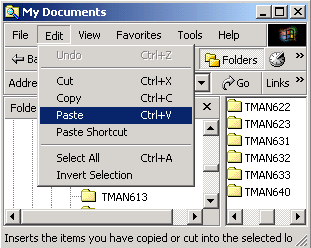 My Documents
File Edit View Favorites Tools Help
Ba Folders
Addre Go Links »
Folde
Undo Ctrl+Z
Cut Ctrl+X
Copy Ctrl+C
Paste Ctrl+V
Paste Shortcut
Select All Ctrl+A
Invert Selection
TMAN613
TMAN622
TMAN623
TMAN631
TMAN632
TMAN633
TMAN640
Inserts the items you have copied or cut into the selected lo